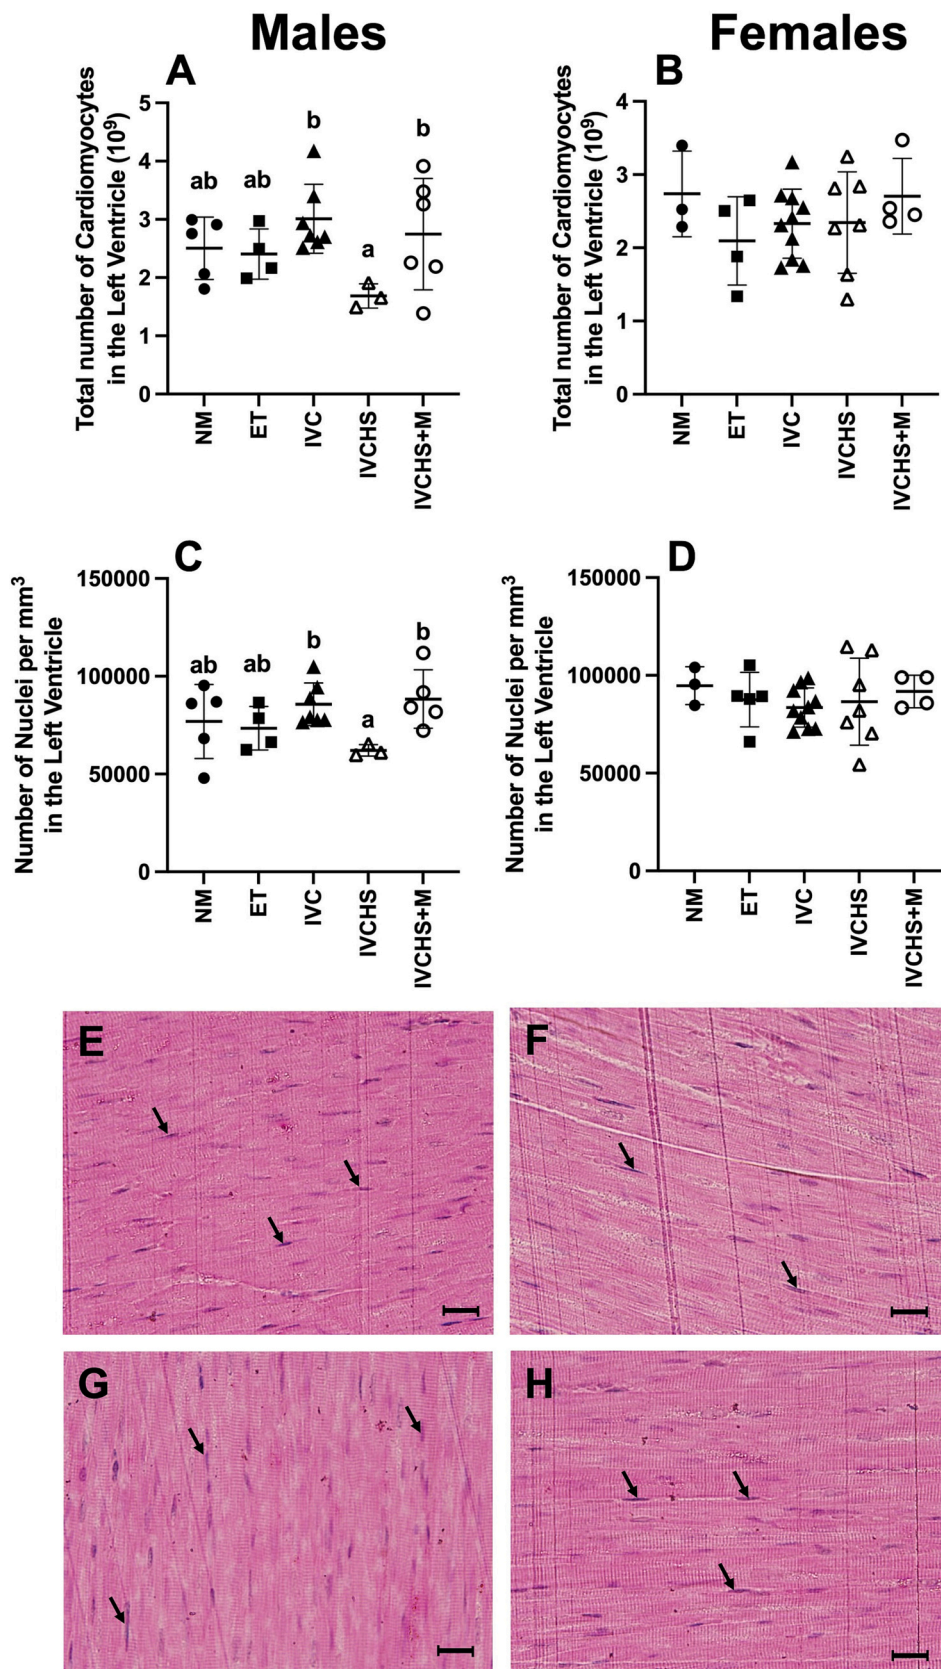 Males
Females
A
Total number of Cardiomyocytes
in the Left Ventricle (10⁹)
5
4
3
2
1
0
ab
ab
b
a
b
NM
ET
IVC
IVCHS
IVCHS+M
B
Total number of Cardiomyocytes
in the Left Ventricle (10⁹)
4
3
2
1
0
NM
ET
IVC
IVCHS
IVCHS+M
C
Number of Nuclei per mm³
in the Left Ventricle
150000
100000
50000
0
ab
ab
b
a
b
NM
ET
IVC
IVCHS
IVCHS+M
D
Number of Nuclei per mm³
in the Left Ventricle
150000
100000
50000
0
NM
ET
IVC
IVCHS
IVCHS+M
E
F
G
H